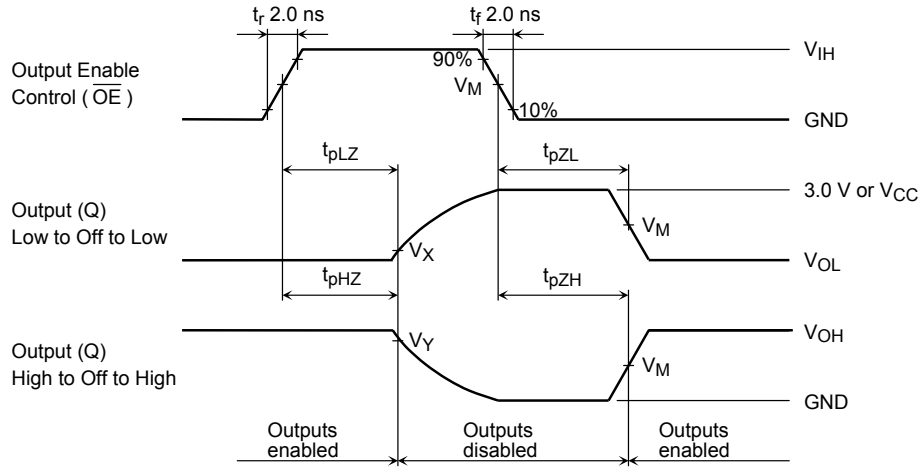 tr 2.0 ns
tf 2.0 ns
Output Enable
Control ( OE )
90%
VM
10%
VIH
GND
tpLZ
tpZL
Output (Q)
Low to Off to Low
VX
VM
3.0 V or VCC
VOL
tpHZ
tpZH
Output (Q)
High to Off to High
VY
VM
VOH
GND
Outputs
enabled
Outputs
disabled
Outputs
enabled